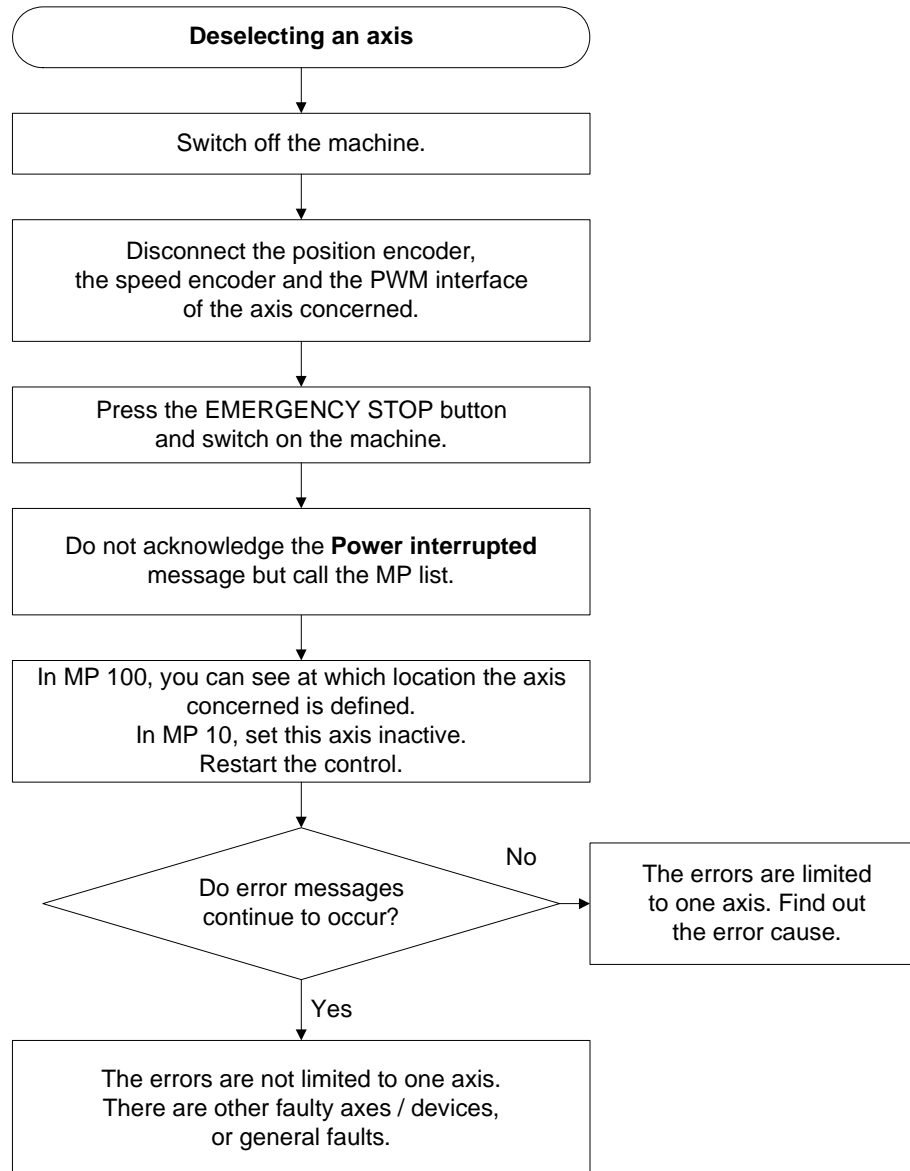 Deselecting an axis
Switch off the machine.
Disconnect the position encoder,
the speed encoder and the PWM interface
of the axis concerned.
Press the EMERGENCY STOP button
and switch on the machine.
Do not acknowledge the Power interrupted
message but call the MP list.
In MP 100, you can see at which location the axis
concerned is defined.
In MP 10, set this axis inactive.
Restart the control.
Do error messages
continue to occur?
No
The errors are limited
to one axis. Find out
the error cause.
Yes
The errors are not limited to one axis.
There are other faulty axes / devices,
or general faults.